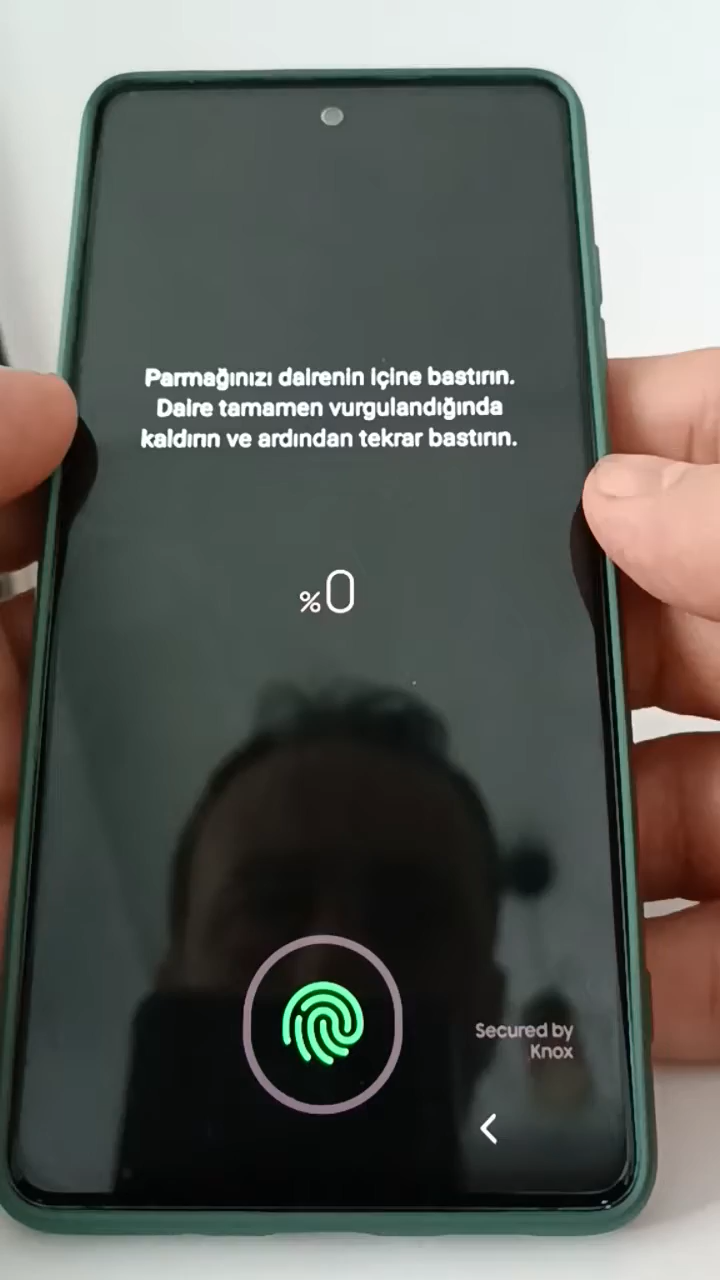 Parmağınızı dairenin içine bastırın.
Daire tamamen vurgulandığında
kaldırın ve ardından tekrar bastırın.
%0
Secured by
Knox